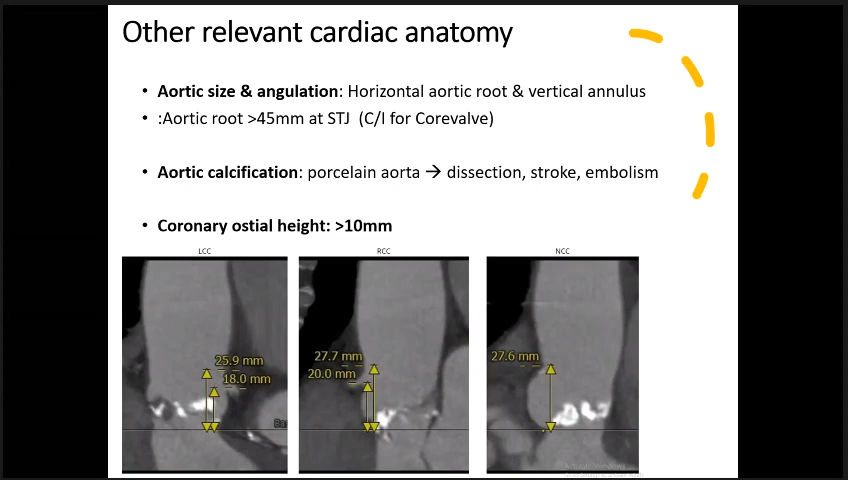 Other relevant cardiac anatomy
• Aortic size & angulation: Horizontal aortic root & vertical annulus
• :Aortic root >45mm at STJ (C/I for Corevalve)
• Aortic calcification: porcelain aorta → dissection, stroke, embolism
• Coronary ostial height: >10mm
LCC
RCC
NCC
25.9 mm
18.0 mm
27.7 mm
20.0 mm
27.6 mm